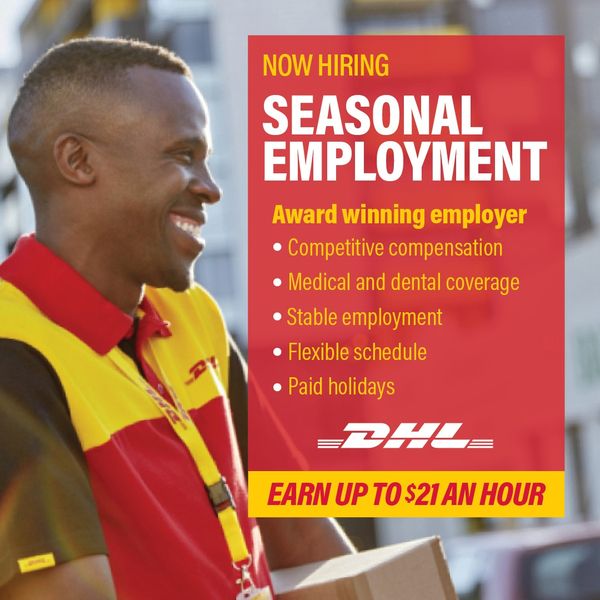 NOW HIRING
SEASONAL
EMPLOYMENT
Award winning employer
• Competitive compensation
• Medical and dental coverage
• Stable employment
• Flexible schedule
• Paid holidays
DHL
EARN UP TO $21 AN HOUR
DHL